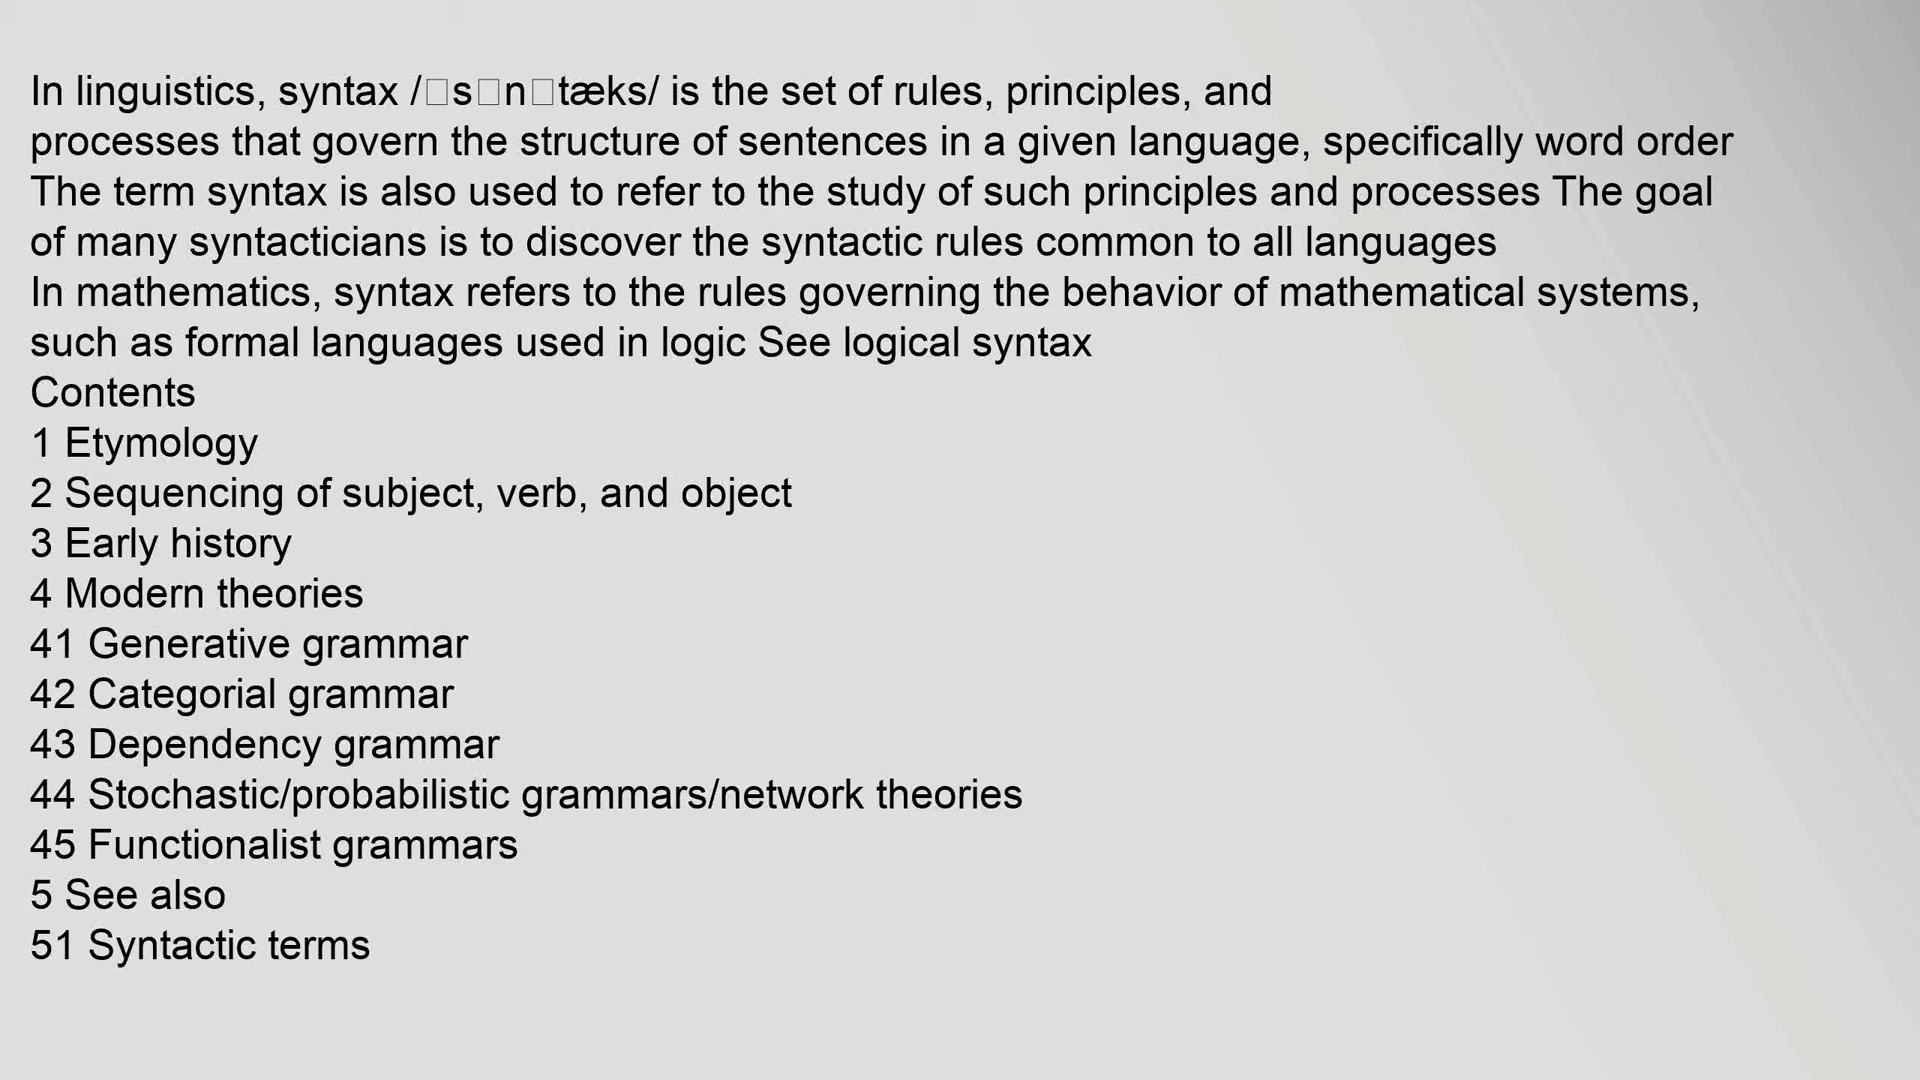 In linguistics, syntax /□s□n□tæks/ is the set of rules, principles, and
processes that govern the structure of sentences in a given language, specifically word order
The term syntax is also used to refer to the study of such principles and processes The goal
of many syntacticians is to discover the syntactic rules common to all languages
In mathematics, syntax refers to the rules governing the behavior of mathematical systems,
such as formal languages used in logic See logical syntax
Contents
1 Etymology
2 Sequencing of subject, verb, and object
3 Early history
4 Modern theories
41 Generative grammar
42 Categorial grammar
43 Dependency grammar
44 Stochastic/probabilistic grammars/network theories
45 Functionalist grammars
5 See also
51 Syntactic terms